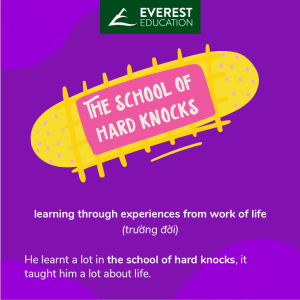 EVEREST
EDUCATION
THE SCHOOL OF
HARD KNOCKS
learning through experiences from work of life
(trường đời)
He learnt a lot in the school of hard knocks, it
taught him a lot about life.